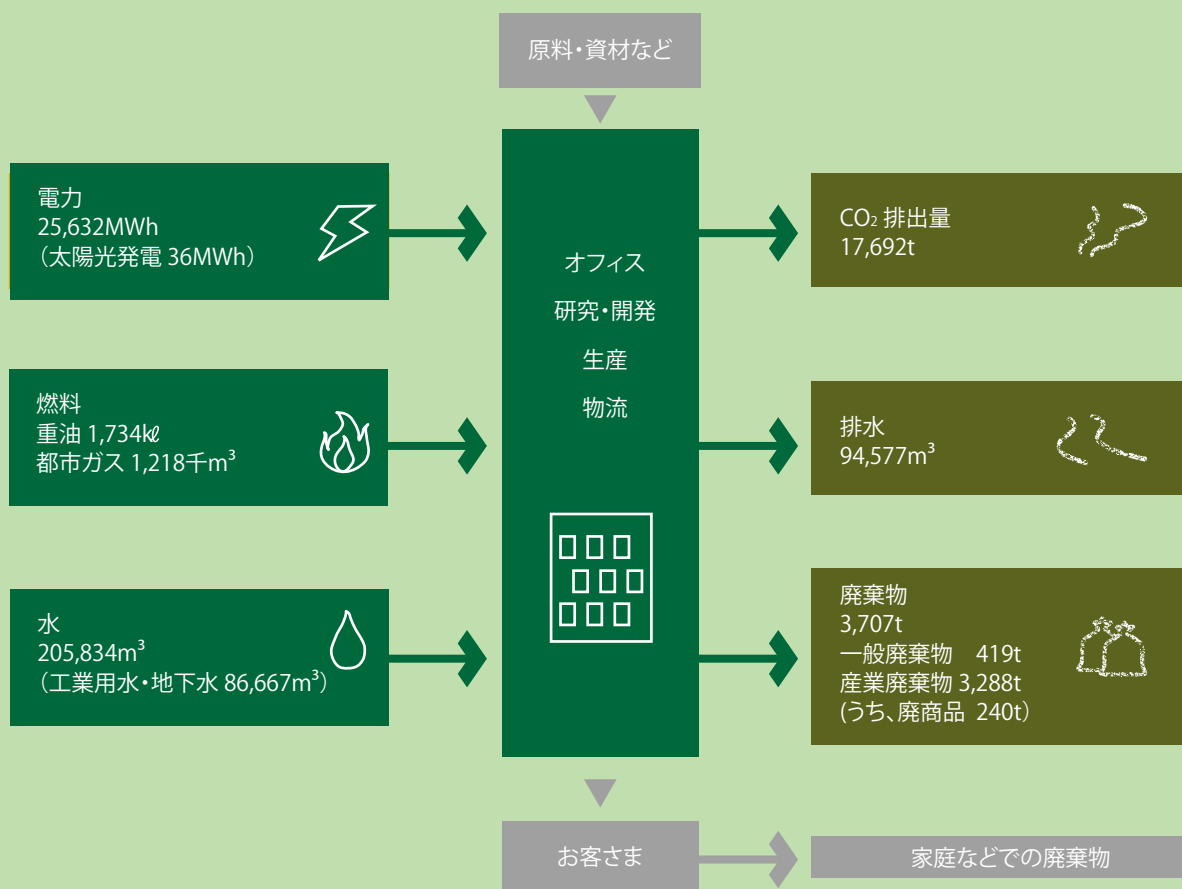 原料・資材など
電力
25,632MWh
（太陽光発電 36MWh）
燃料
重油 1,734㎘
都市ガス 1,218千m³
水
205,834m³
（工業用水・地下水 86,667m³）
オフィス
研究・開発
生産
物流
CO₂ 排出量
17,692t
排水
94,577m³
廃棄物
3,707t
一般廃棄物　419t
産業廃棄物 3,288t
(うち、廃商品 240t）
お客さま
家庭などでの廃棄物